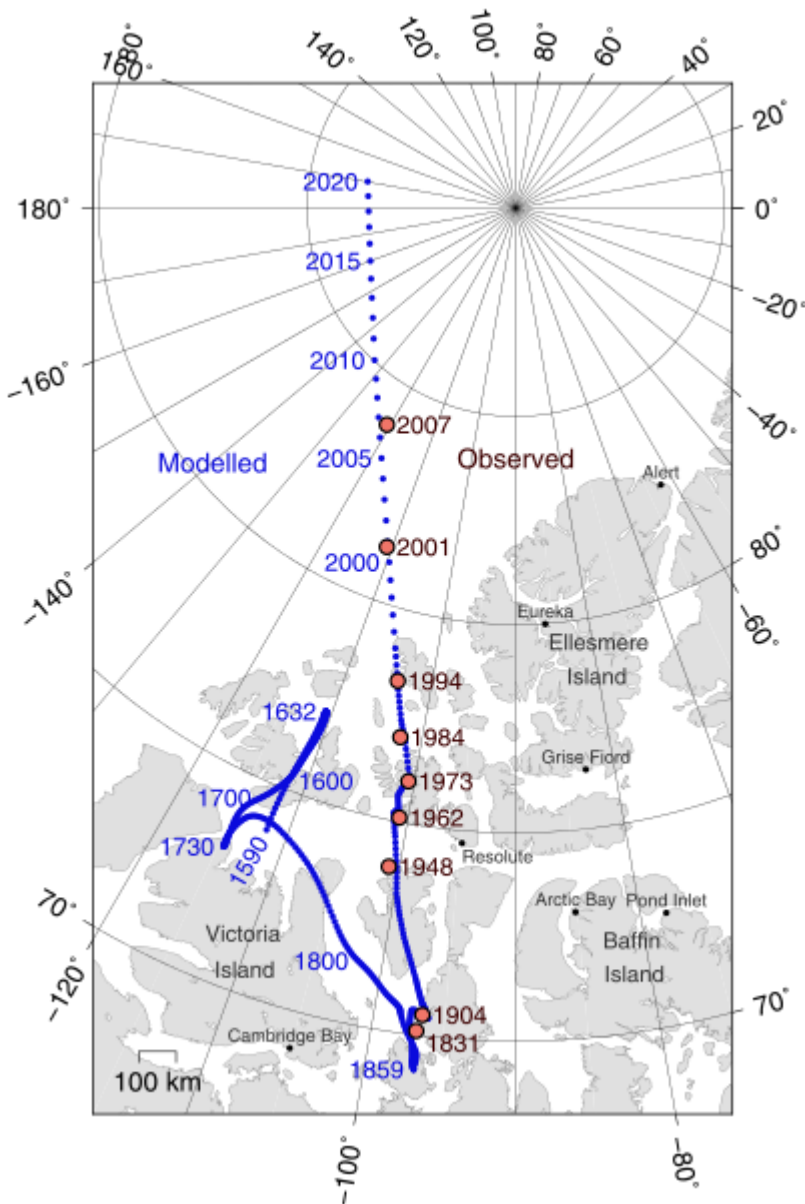 180°
160°
140°
120°
100°
80°
60°
40°
20°
0°
−20°
−40°
80°
−60°
70°
−80°
−100°
−120°
70°
−140°
−160°
180°
2020
2015
2010
2007
2005
Modelled
Observed
Alert
2001
2000
Eureka
Ellesmere
Island
1994
1632
1984
Grise Fiord
1600
1973
1700
1962
1730
1590
Resolute
1948
Arctic Bay
Pond Inlet
Victoria
Island
1800
Baffin
Island
1904
Cambridge Bay
1831
1859
100 km